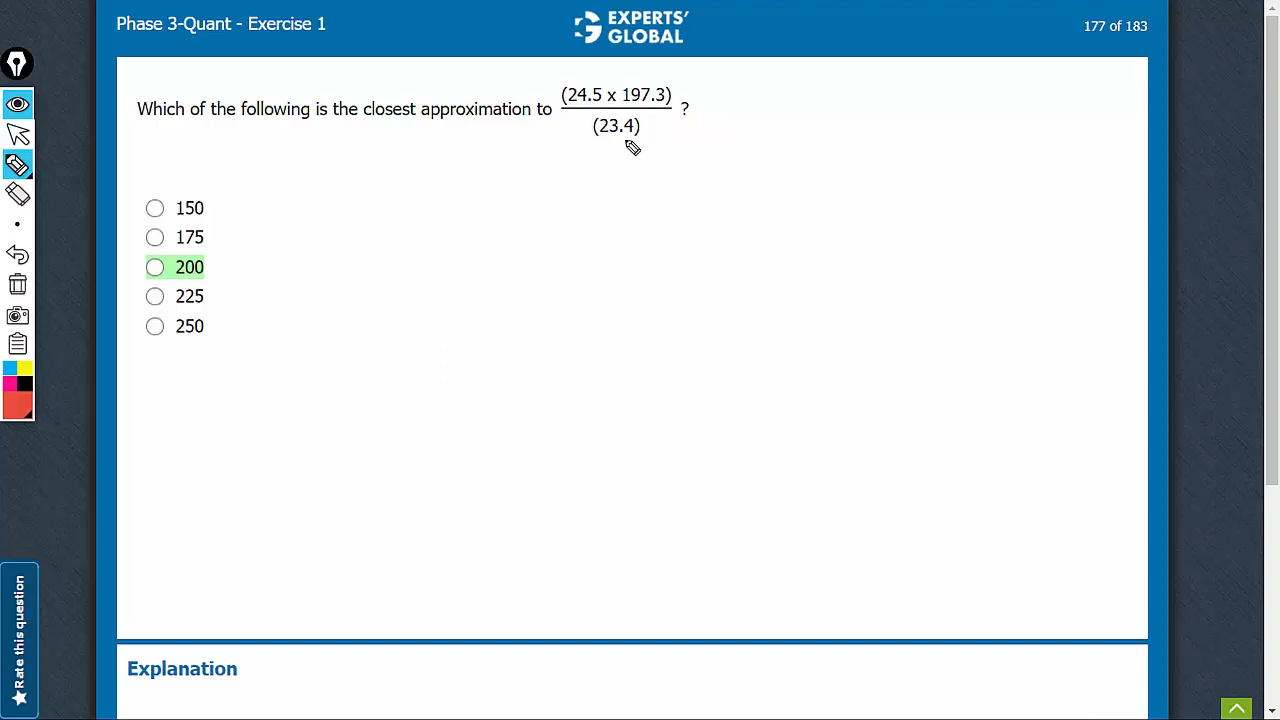 Phase 3-Quant - Exercise 1
EXPERTS’
GLOBAL
177 of 183
Which of the following is the closest approximation to (24.5 x 197.3) / (23.4) ?
150
175
200
225
250
Rate this question
Explanation